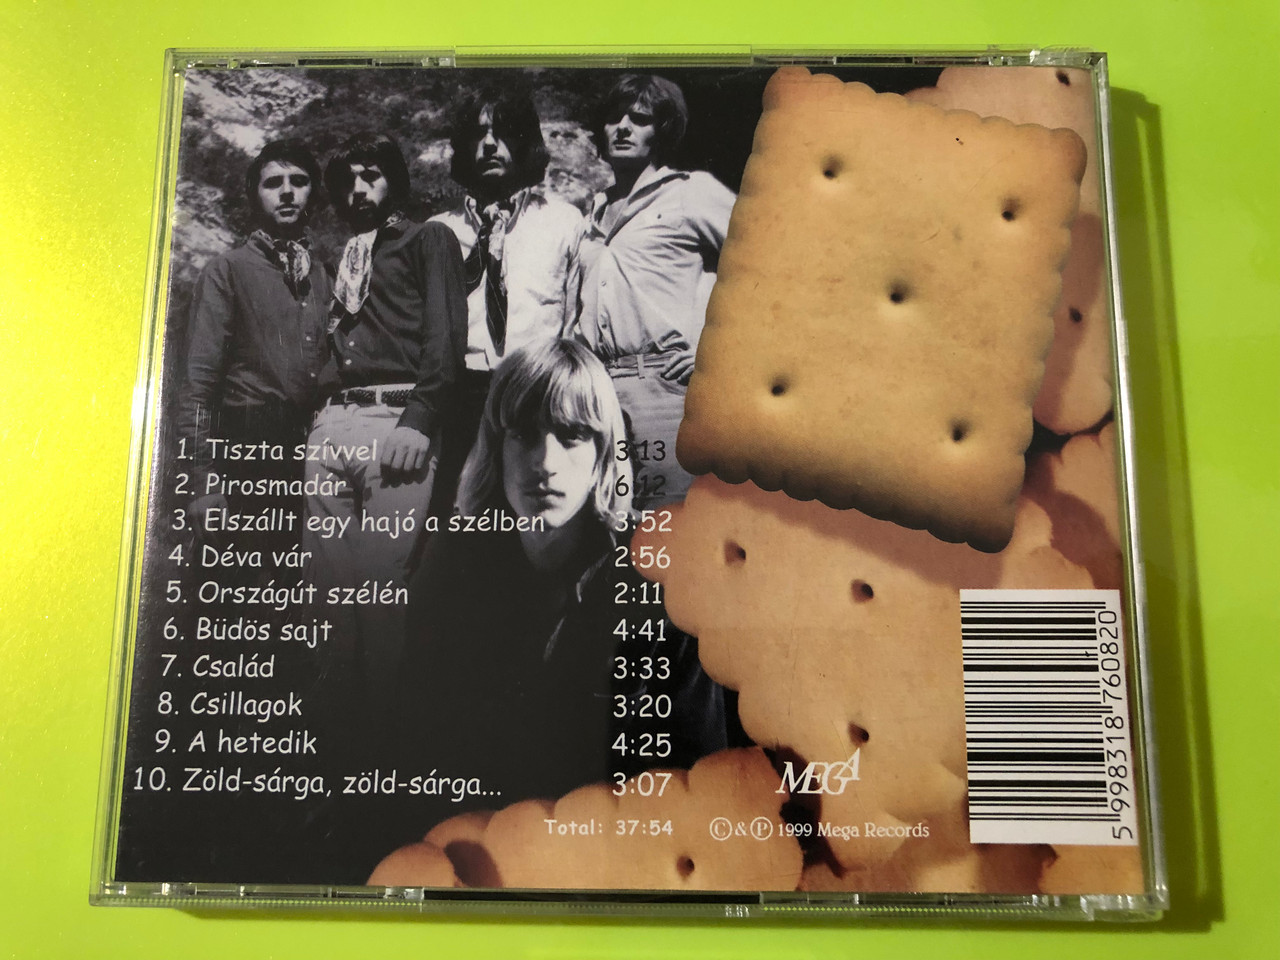 1. Tiszta szívvel 3:13
2. Pirosmadár 6:12
3. Elszállt egy hajó a szélben 3:52
4. Déva vár 2:56
5. Országút szélén 2:11
6. Büdös sajt 4:41
7. Család 3:33
8. Csillagok 3:20
9. A hetedik 4:25
10. Zöld-sárga, zöld-sárga... 3:07
Total: 37:54
MEGA
© & ℗ 1999 Mega Records
5 998318 760820